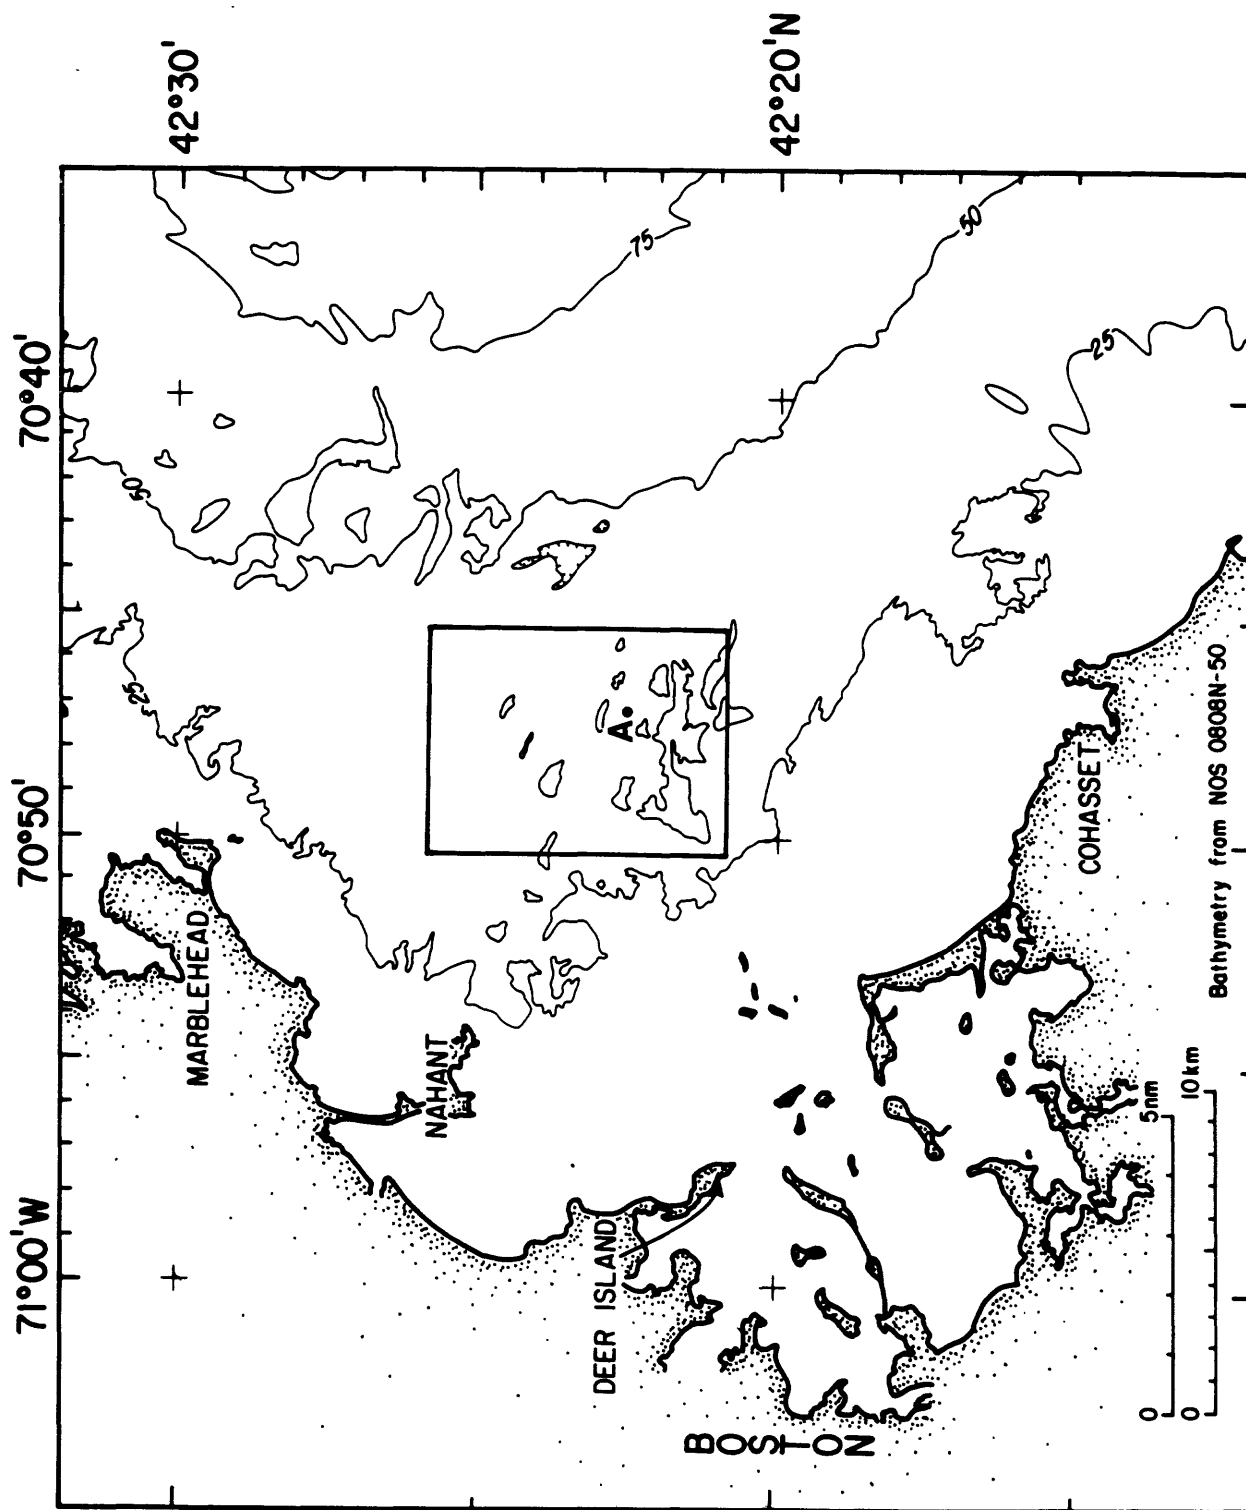 42°30'
42°20'N
70°40'
70°50'
71°00'W
50
75
50
25
25
A.
MARBLEHEAD
NAHANT
DEER ISLAND
BOSTON
COHASSET
0 5nm
0 10km
Bathymetry from NOS 0808N-50